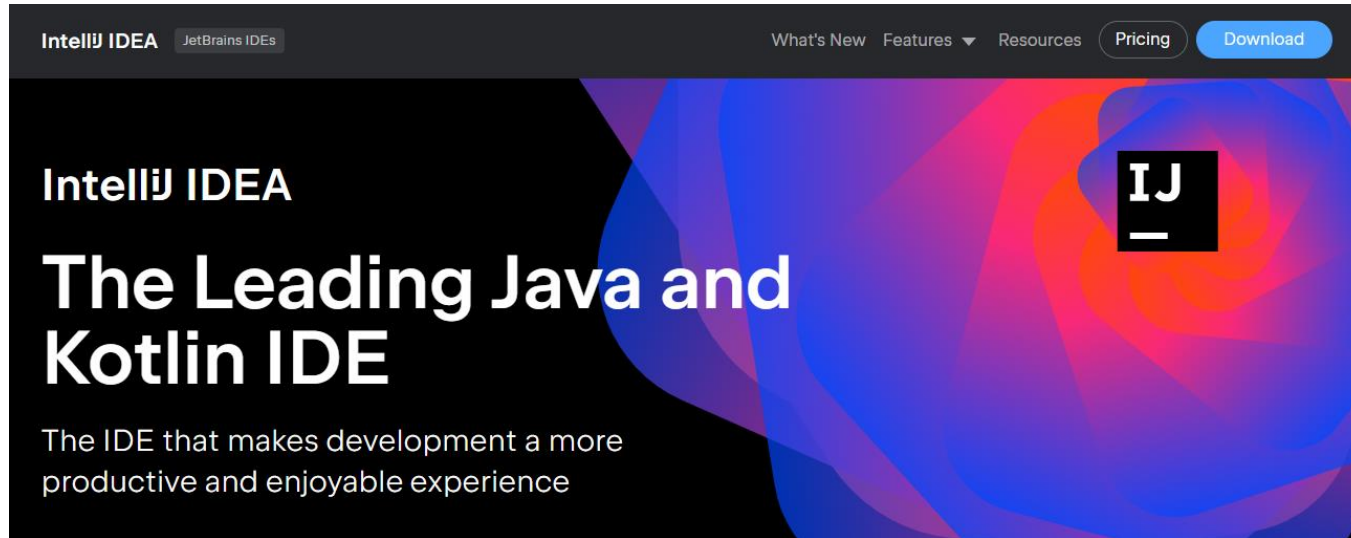 IntelliJ IDEA JetBrains IDEs What's New Features Resources Pricing Download
IntelliJ IDEA
IJ
The Leading Java and
Kotlin IDE
The IDE that makes development a more
productive and enjoyable experience